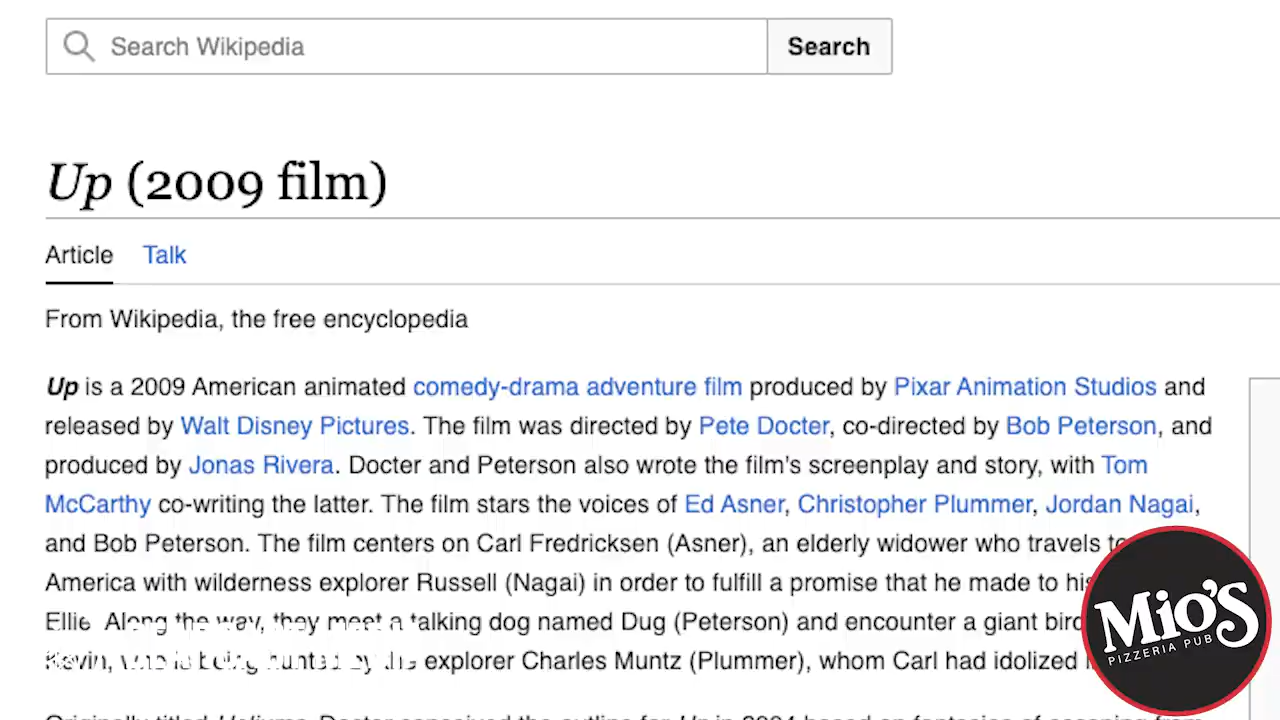 Search Wikipedia Search
Up (2009 film)
Article Talk
From Wikipedia, the free encyclopedia
Up is a 2009 American animated comedy-drama adventure film produced by Pixar Animation Studios and
released by Walt Disney Pictures. The film was directed by Pete Docter, co-directed by Bob Peterson, and
produced by Jonas Rivera. Docter and Peterson also wrote the film's screenplay and story, with Tom
McCarthy co-writing the latter. The film stars the voices of Ed Asner, Christopher Plummer, Jordan Nagai,
and Bob Peterson. The film centers on Carl Fredricksen (Asner), an elderly widower who travels
America with wilderness explorer Russell (Nagai) in order to fulfill a promise that he made to
Ellie. Along the way, they meet a talking dog named Dug (Peterson) and encounter a giant
explorer Charles Muntz (Plummer), whom Carl had idolized
MiO'S
PIZZERIA PUB